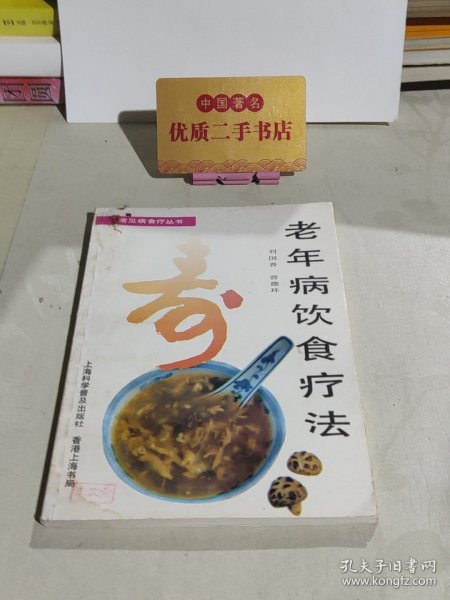 中国著名
优质二手书店
常见病食疗丛书
老年病饮食疗法
刘国普 曾德环
寿
上海科学普及出版社 香港上海书局
孔夫子旧书网
www.kongfz.com